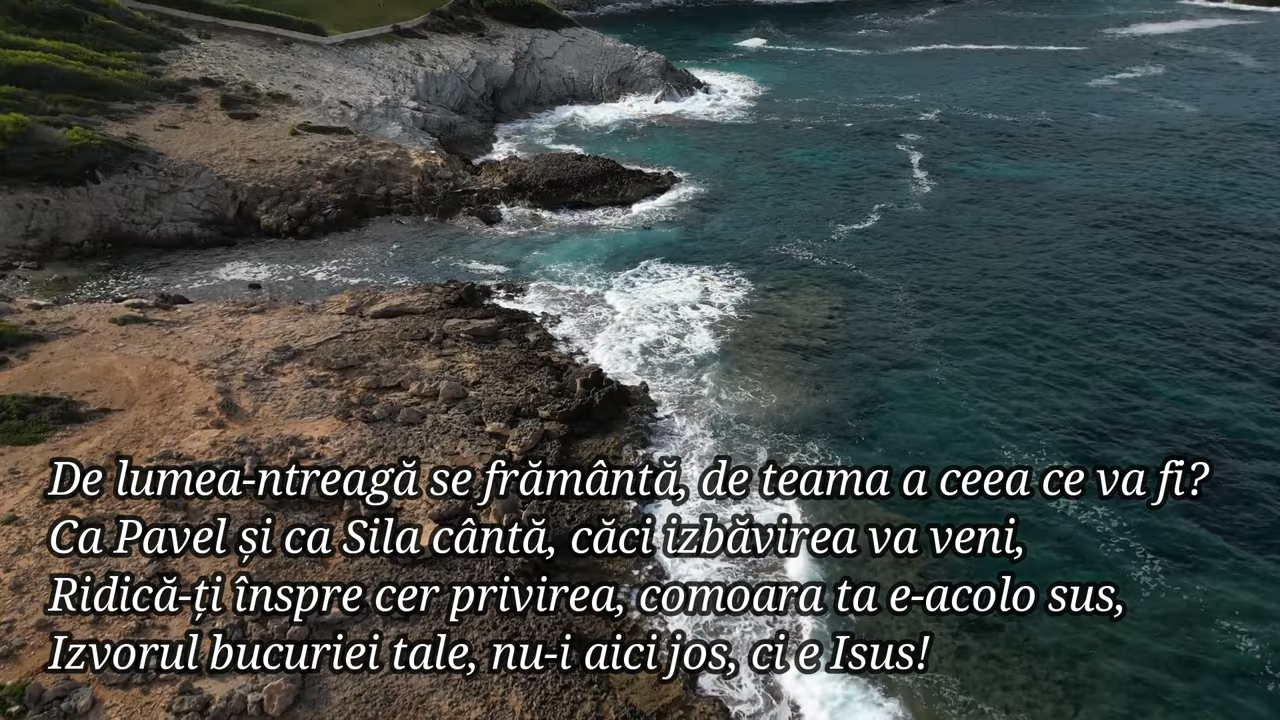 De lumea-ntreagă se frământă, de teama a ceea ce va fi?
Ca Pavel și ca Sila cântă, căci izbăvirea va veni,
Ridică-ți înspre cer privirea, comoara ta e-acolo sus,
Izvorul bucuriei tale, nu-i aici jos, ci e Isus!